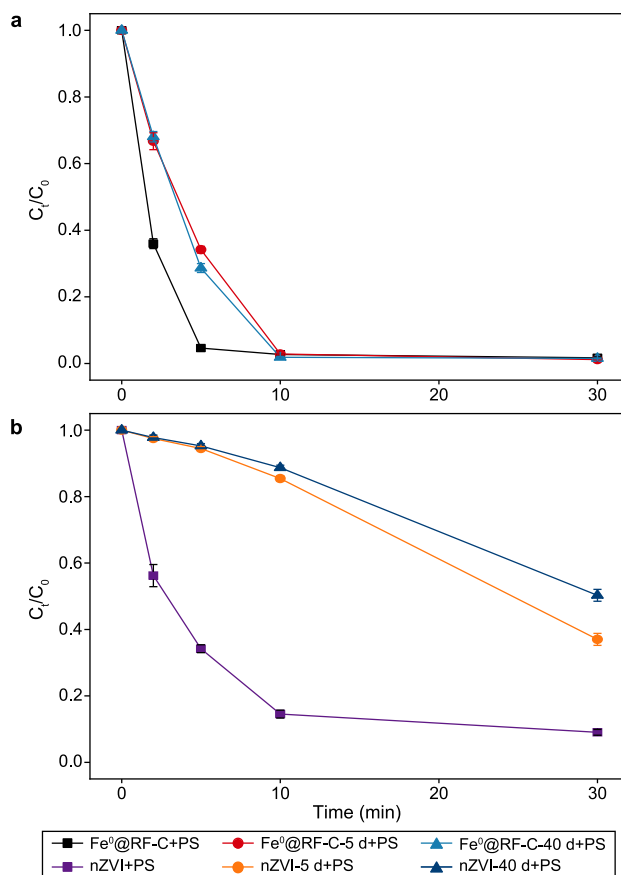 a
1.0
0.8
0.6
0.4
0.2
0.0
Cₜ/C₀
0 10 20 30
b
1.0
0.8
0.6
0.4
0.2
0.0
Cₜ/C₀
0 10 20 30
Time (min)
Fe⁰@RF-C+PS Fe⁰@RF-C-5 d+PS Fe⁰@RF-C-40 d+PS
nZVI+PS nZVI-5 d+PS nZVI-40 d+PS